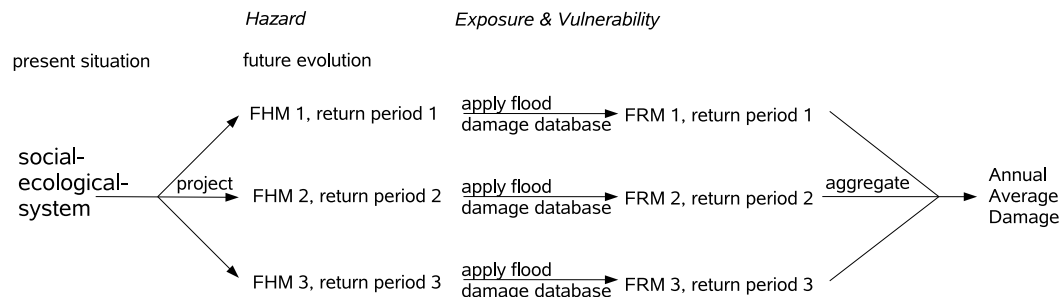 Hazard
Exposure & Vulnerability
present situation
future evolution
FHM 1, return period 1
apply flood
damage database
FRM 1, return period 1
social-
ecological-
system
project
FHM 2, return period 2
apply flood
damage database
FRM 2, return period 2
aggregate
Annual
Average
Damage
FHM 3, return period 3
apply flood
damage database
FRM 3, return period 3